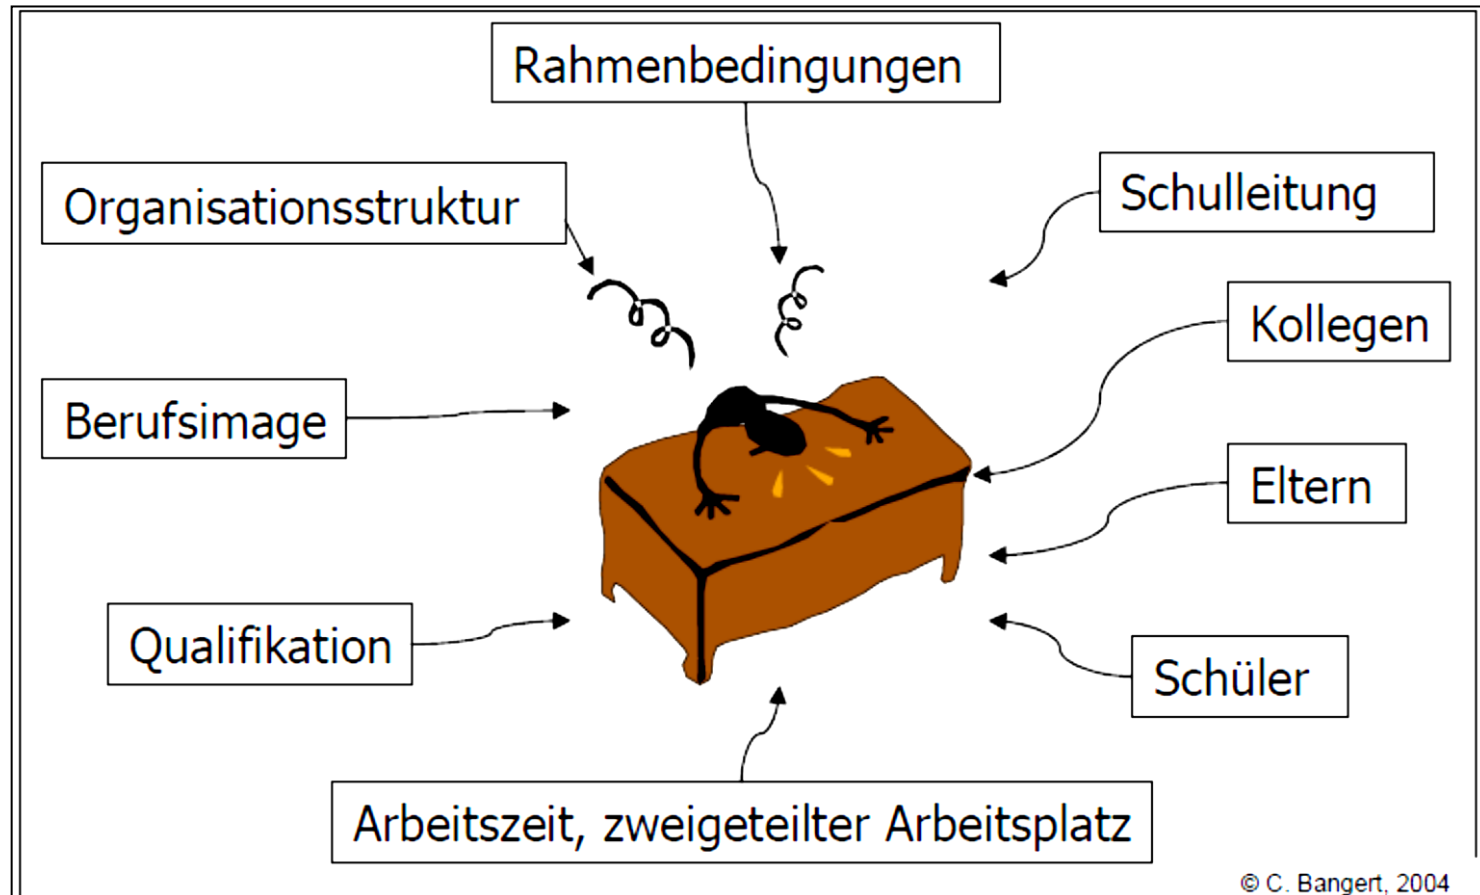 Rahmenbedingungen
Organisationsstruktur
Schulleitung
Kollegen
Berufsimage
Eltern
Qualifikation
Schüler
Arbeitszeit, zweigeteilter Arbeitsplatz
© C. Bangert, 2004